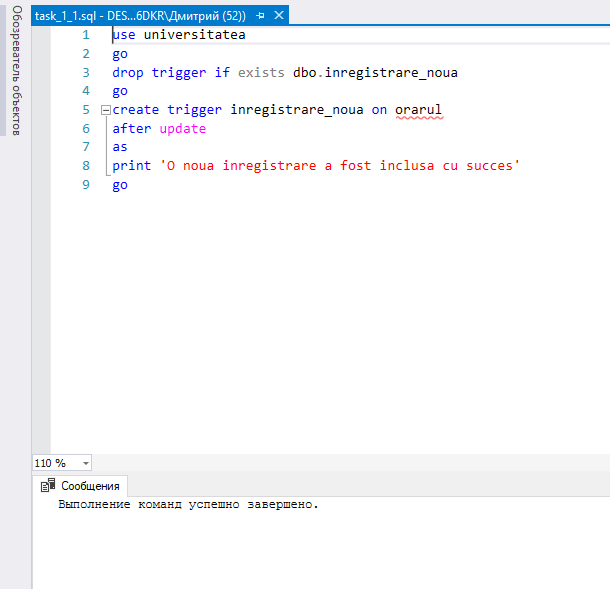 Обозреватель объектов
task_1_1.sql - DES...6DKR\Дмитрий (52))
1 use universitatea
2 go
3 drop trigger if exists dbo.inregistrare_noua
4 go
5 create trigger inregistrare_noua on orarul
6 after update
7 as
8 print 'O noua inregistrare a fost inclusa cu succes'
9 go
110 %
Сообщения
Выполнение команд успешно завершено.